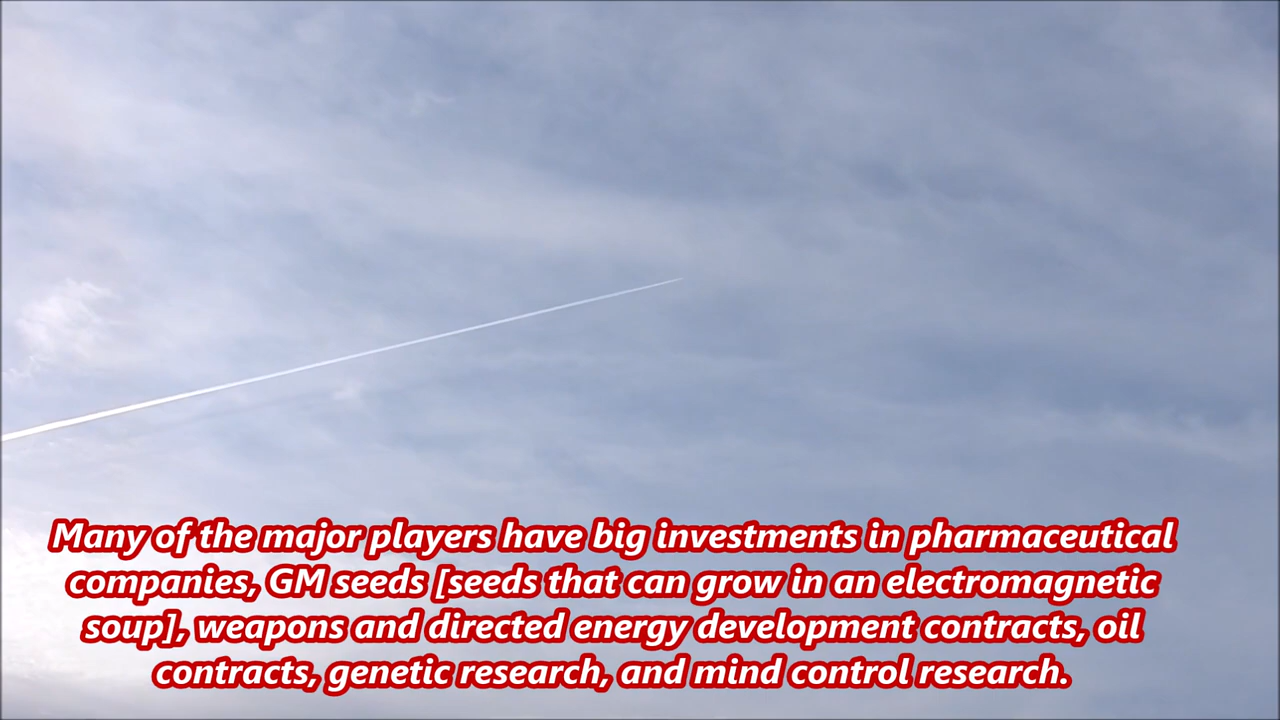 Many of the major players have big investments in pharmaceutical
companies, GM seeds [seeds that can grow in an electromagnetic
soup], weapons and directed energy development contracts, oil
contracts, genetic research, and mind control research.